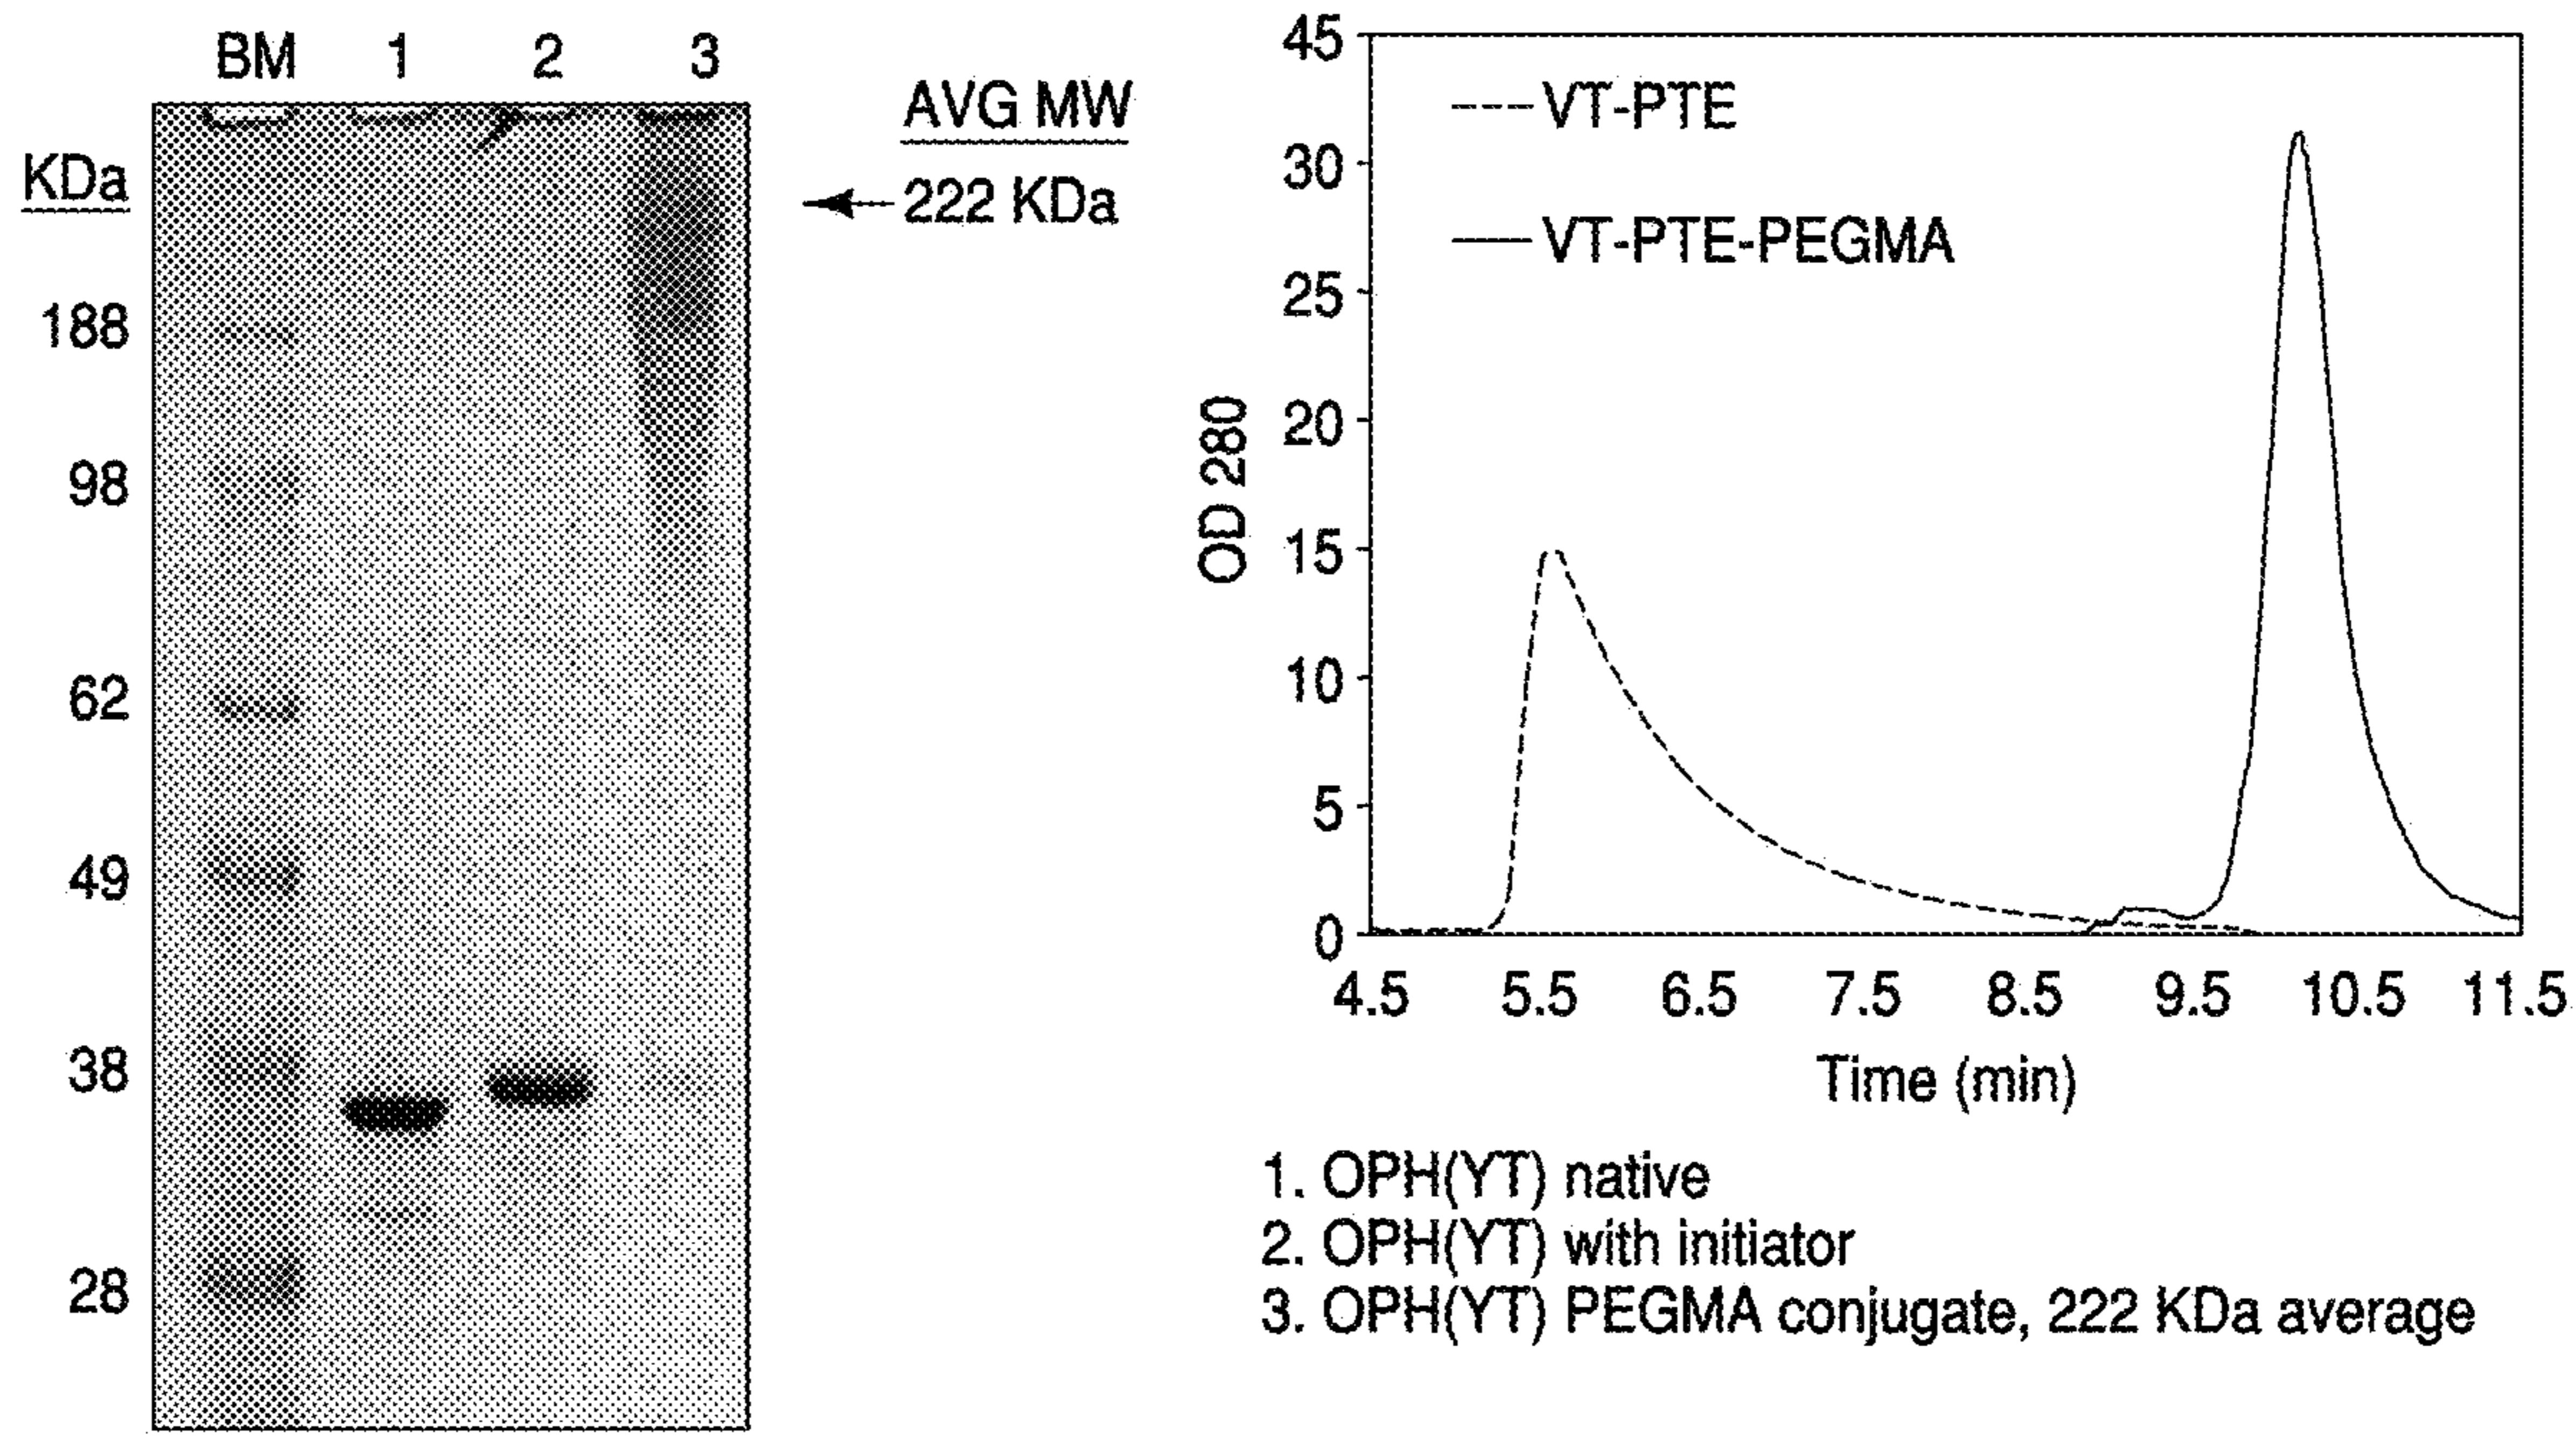 BM 1 2 3
KDa
188
98
62
49
38
28
AVG MW
222 KDa
45
30
25
20
15
10
5
0
OD 280
VT-PTE
VT-PTE-PEGMA
4.5 5.5 6.5 7.5 8.5 9.5 10.5 11.5
Time (min)
1. OPH(YT) native
2. OPH(YT) with initiator
3. OPH(YT) PEGMA conjugate, 222 KDa average